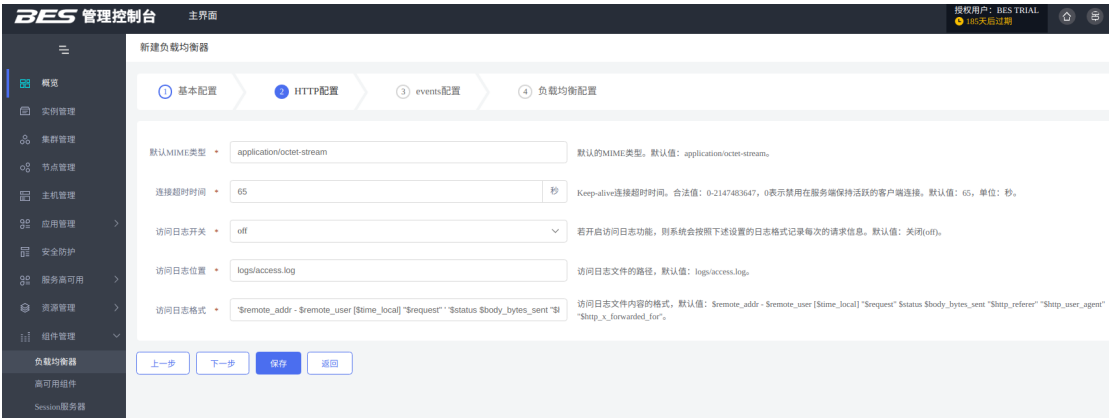 BES 管理控制台
主界面
授权用户：BES TRIAL
185天后过期
新建负载均衡器
概览
实例管理
集群管理
节点管理
主机管理
应用管理
安全防护
服务高可用
资源管理
组件管理
负载均衡器
高可用组件
Session服务器
1 基本配置
2 HTTP配置
3 events配置
4 负载均衡配置
默认MIME类型 *
application/octet-stream
默认的MIME类型。默认值：application/octet-stream。
连接超时时间 *
65
秒
Keep-alive连接超时时间。合法值：0-2147483647，0表示禁用在服务端保持活跃的客户端连接。默认值：65，单位：秒。
访问日志开关 *
off
若开启访问日志功能，则系统会按照下述设置的日志格式记录每次的请求信息。默认值：关闭(off)。
访问日志位置 *
logs/access.log
访问日志文件的路径，默认值：logs/access.log。
访问日志格式 *
'$remote_addr - $remote_user [$time_local] "$request" ' '$status $body_bytes_sent "$l
访问日志文件内容的格式，默认值：$remote_addr - $remote_user [$time_local] "$request" $status $body_bytes_sent "$http_referer" "$http_user_agent"
"$http_x_forwarded_for"。
上一步
下一步
保存
返回